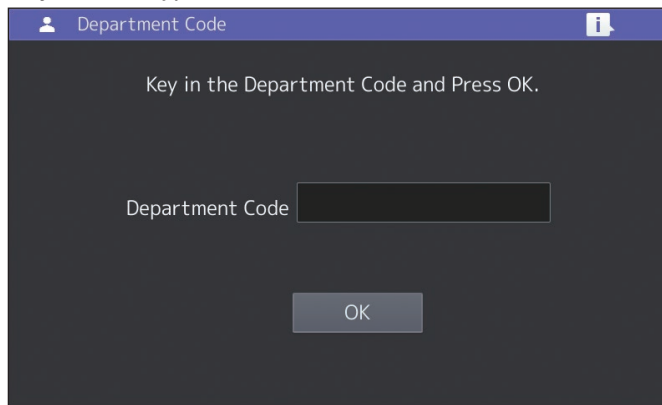 Department Code
i
Key in the Department Code and Press OK.
Department Code
OK